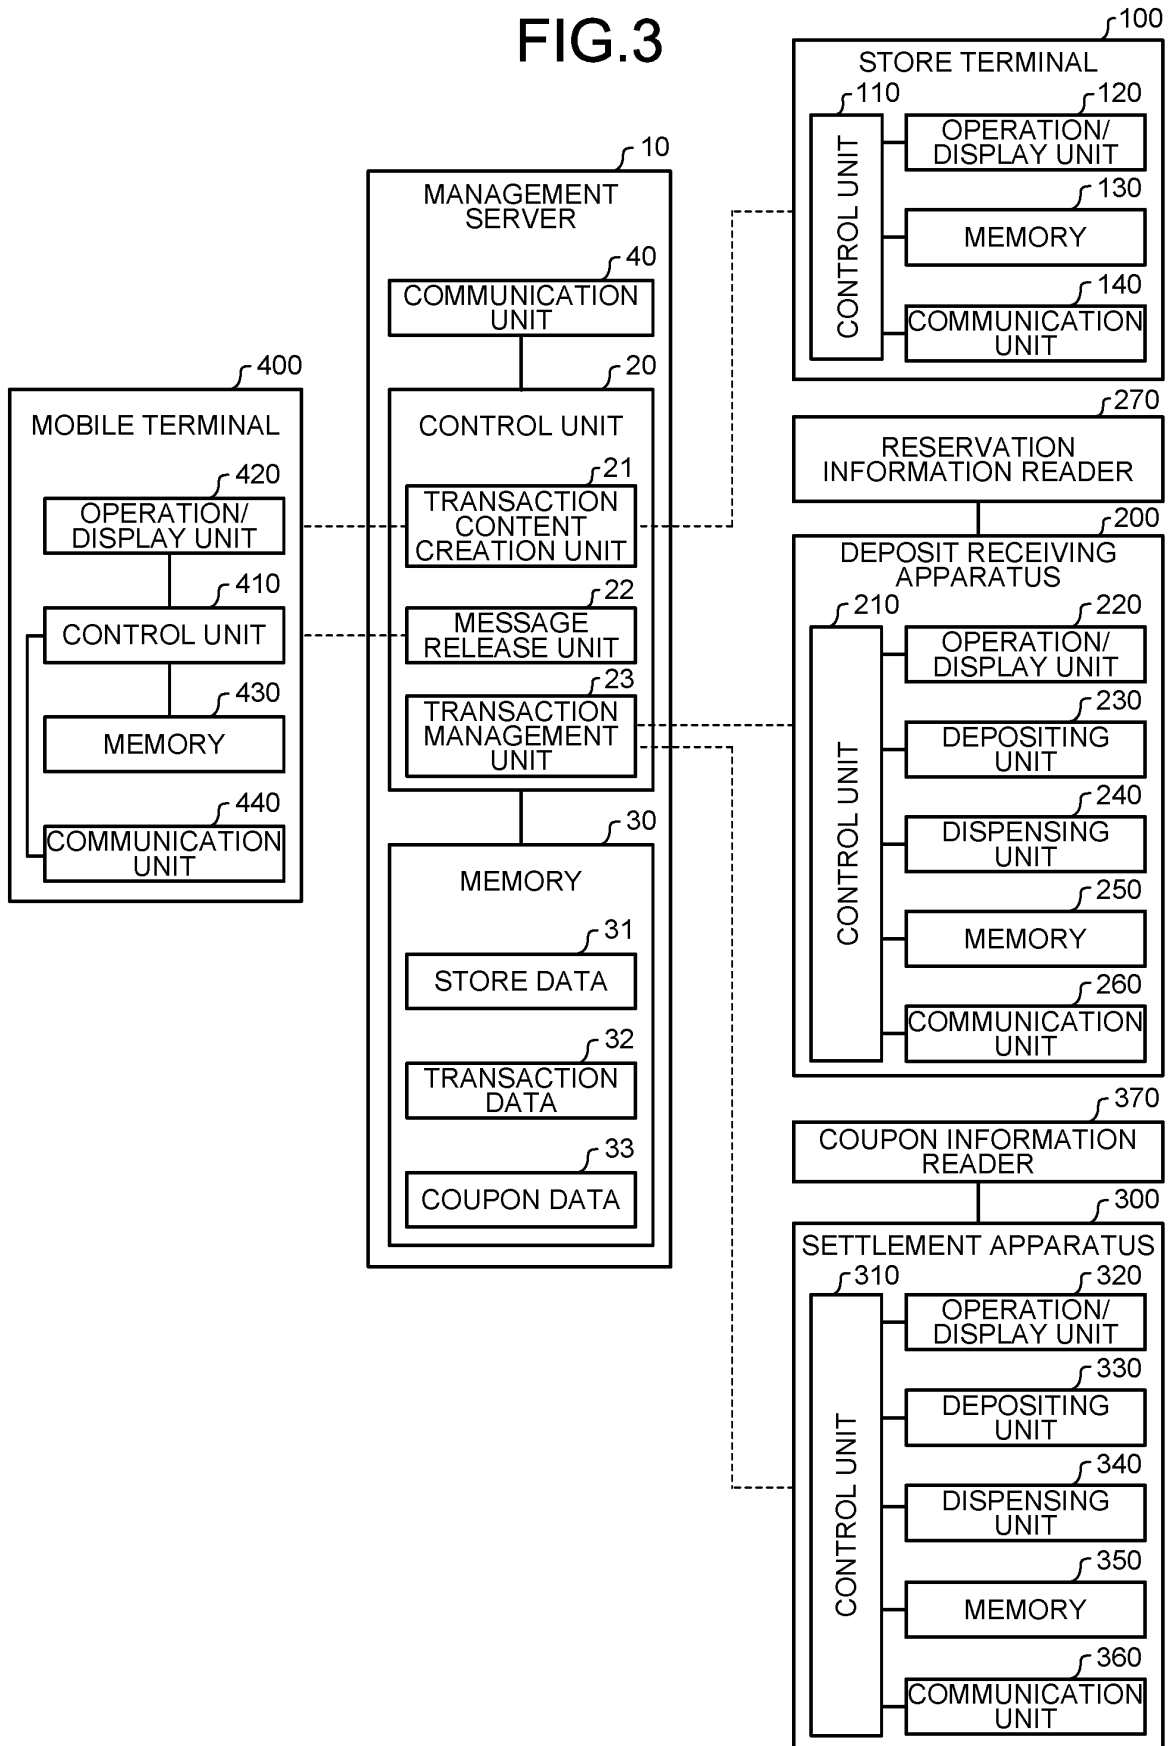 FIG.3
400
MOBILE TERMINAL
420
OPERATION/
DISPLAY UNIT
410
CONTROL UNIT
430
MEMORY
440
COMMUNICATION
UNIT
10
MANAGEMENT
SERVER
40
COMMUNICATION
UNIT
20
CONTROL UNIT
21
TRANSACTION
CONTENT
CREATION UNIT
22
MESSAGE
RELEASE UNIT
23
TRANSACTION
MANAGEMENT
UNIT
30
MEMORY
31
STORE DATA
32
TRANSACTION
DATA
33
COUPON DATA
100
STORE TERMINAL
110
CONTROL UNIT
120
OPERATION/
DISPLAY UNIT
130
MEMORY
140
COMMUNICATION
UNIT
270
RESERVATION
INFORMATION READER
200
DEPOSIT RECEIVING
APPARATUS
210
CONTROL UNIT
220
OPERATION/
DISPLAY UNIT
230
DEPOSITING
UNIT
240
DISPENSING
UNIT
250
MEMORY
260
COMMUNICATION
UNIT
370
COUPON INFORMATION
READER
300
SETTLEMENT APPARATUS
310
CONTROL UNIT
320
OPERATION/
DISPLAY UNIT
330
DEPOSITING
UNIT
340
DISPENSING
UNIT
350
MEMORY
360
COMMUNICATION
UNIT